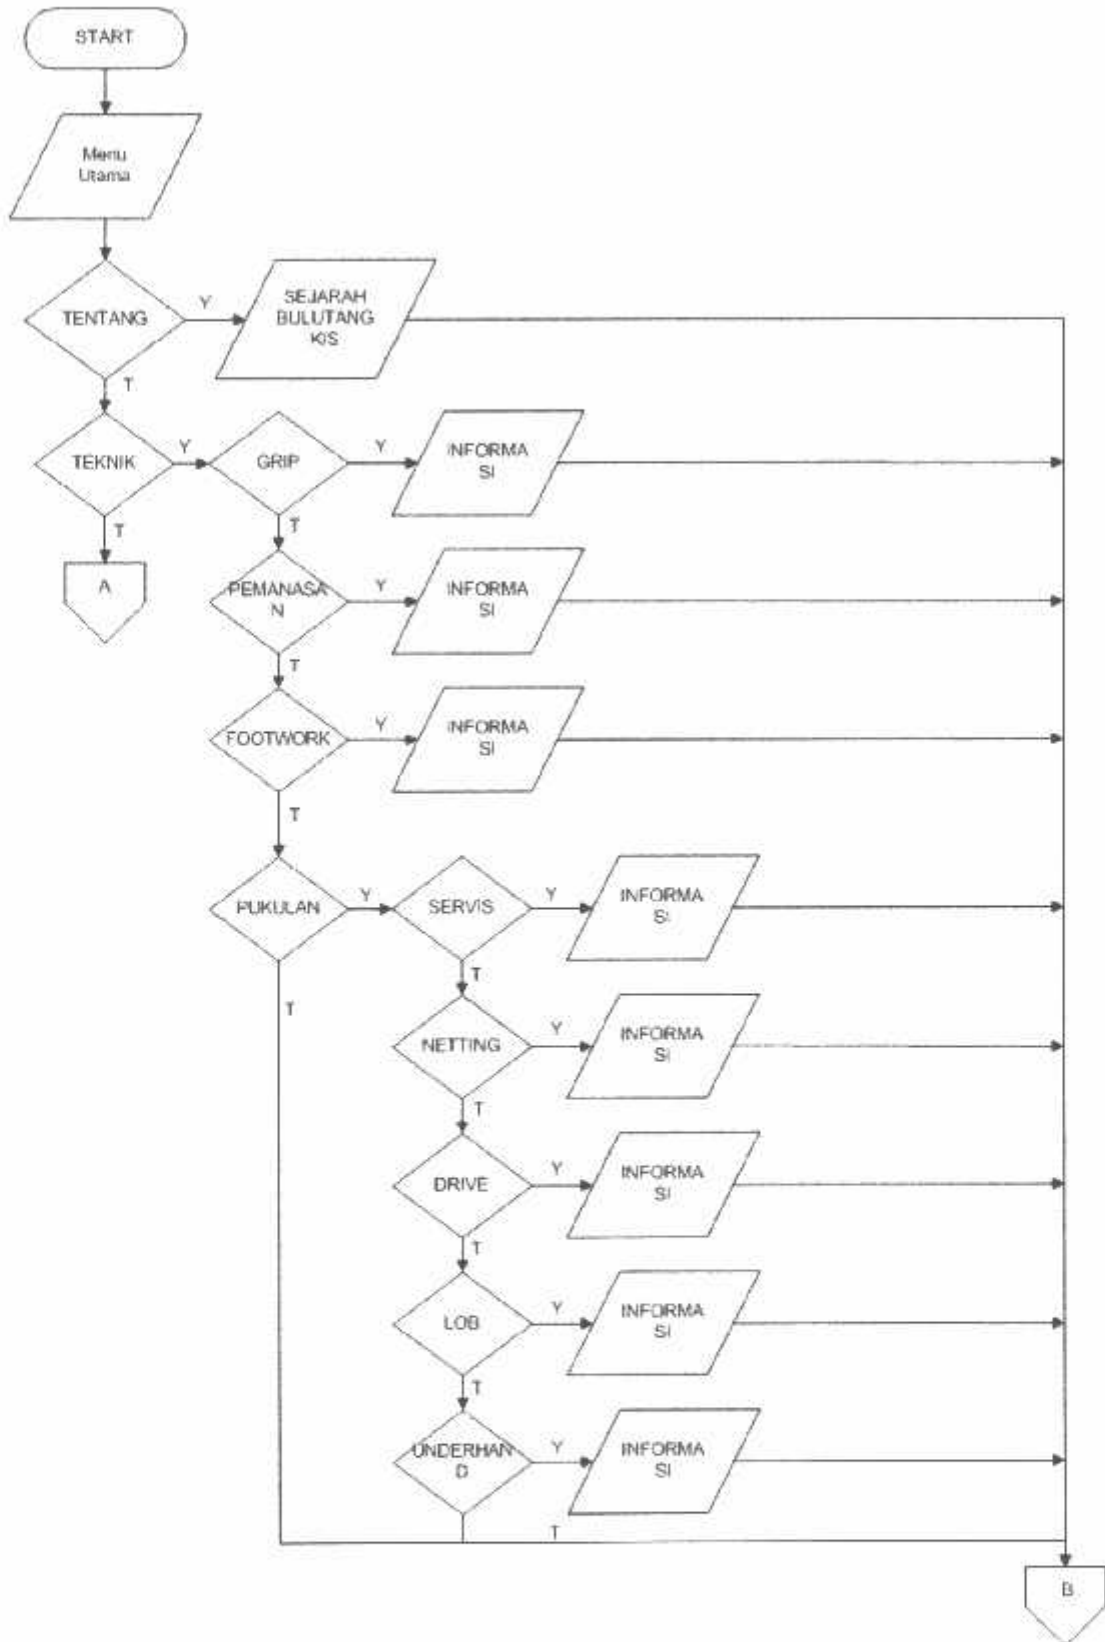 START
Menu
Utama
TENTANG
Y
SEJARAH
BULUTANG
KIS
T
TEKNIK
Y
GRIP
Y
INFORMA
SI
T
T
A
PEMANASA
N
Y
INFORMA
SI
T
FOOTWORK
Y
INFORMA
SI
T
PUKULAN
Y
SERVIS
Y
INFORMA
SI
T
T
NETTING
Y
INFORMA
SI
T
DRIVE
Y
INFORMA
SI
T
LOB
Y
INFORMA
SI
T
UNDERHAN
D
Y
INFORMA
SI
T
B